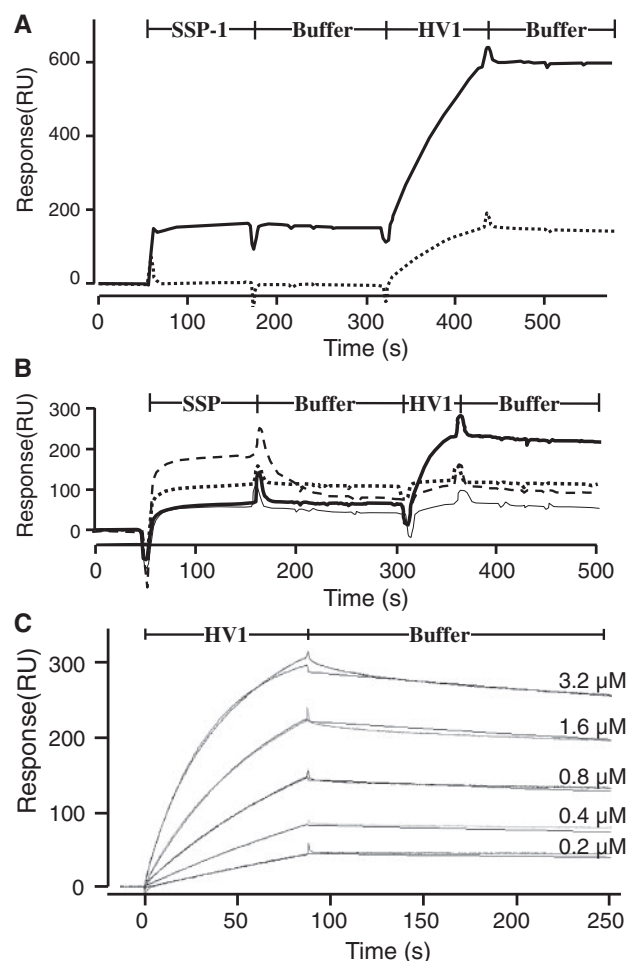 A
SSP-1 Buffer HV1 Buffer
Response(RU)
600
400
200
0
0 100 200 300 400 500
Time (s)
B
SSP Buffer HV1 Buffer
Response(RU)
300
200
100
0
0 100 200 300 400 500
Time (s)
C
HV1 Buffer
Response(RU)
300
200
100
0
3.2 µM
1.6 µM
0.8 µM
0.4 µM
0.2 µM
0 50 100 150 200 250
Time (s)